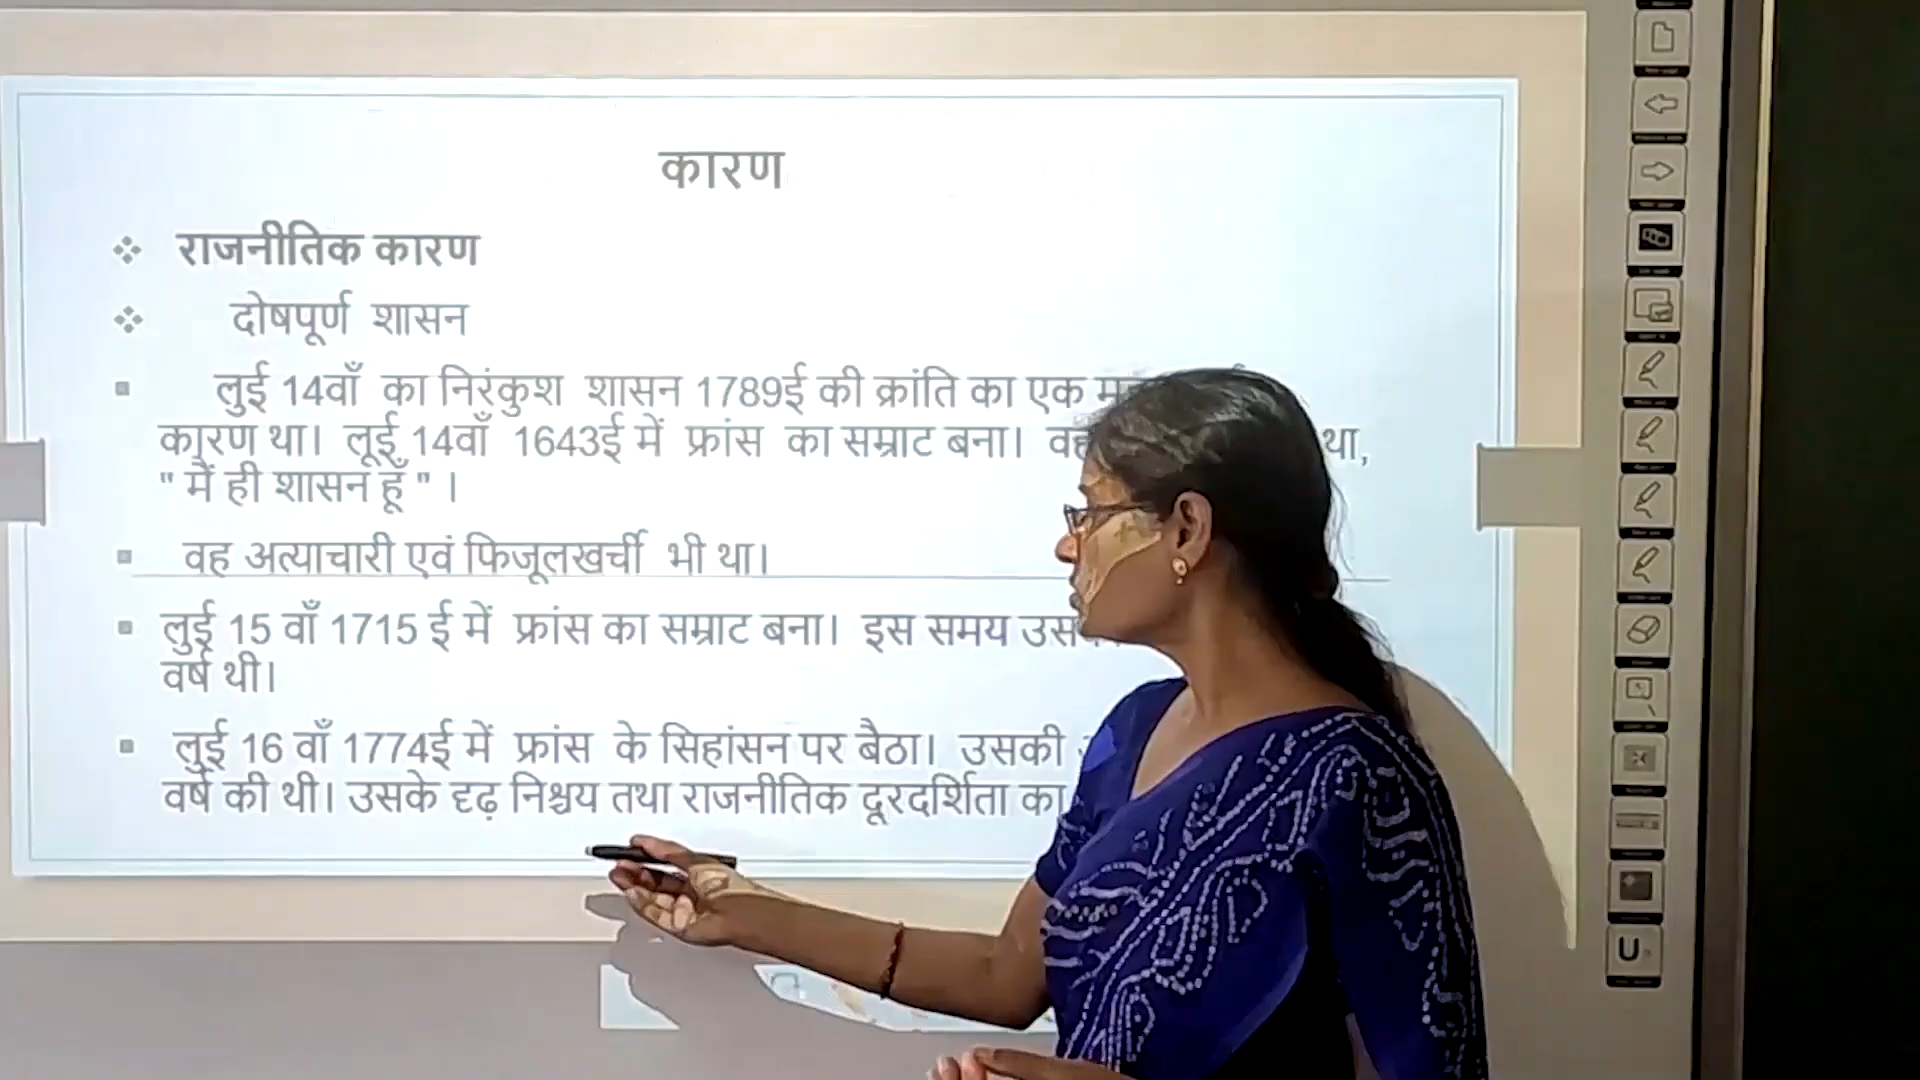 कारण
राजनीतिक कारण
दोषपूर्ण शासन
लुई 14वाँ का निरंकुश शासन 1789ई की क्रांति का एक
कारण था। लूई 14वाँ 1643ई में फ्रांस का सम्राट बना। वह था,
" मैं ही शासन हूँ " ।
वह अत्याचारी एवं फिजूलखर्ची भी था।
लुई 15 वाँ 1715 ई में फ्रांस का सम्राट बना। इस समय
वर्ष थी।
लुई 16 वाँ 1774ई में फ्रांस के सिहांसन पर बैठा। उसकी
वर्ष की थी। उसके दृढ़ निश्चय तथा राजनीतिक दूरदर्शिता का
U